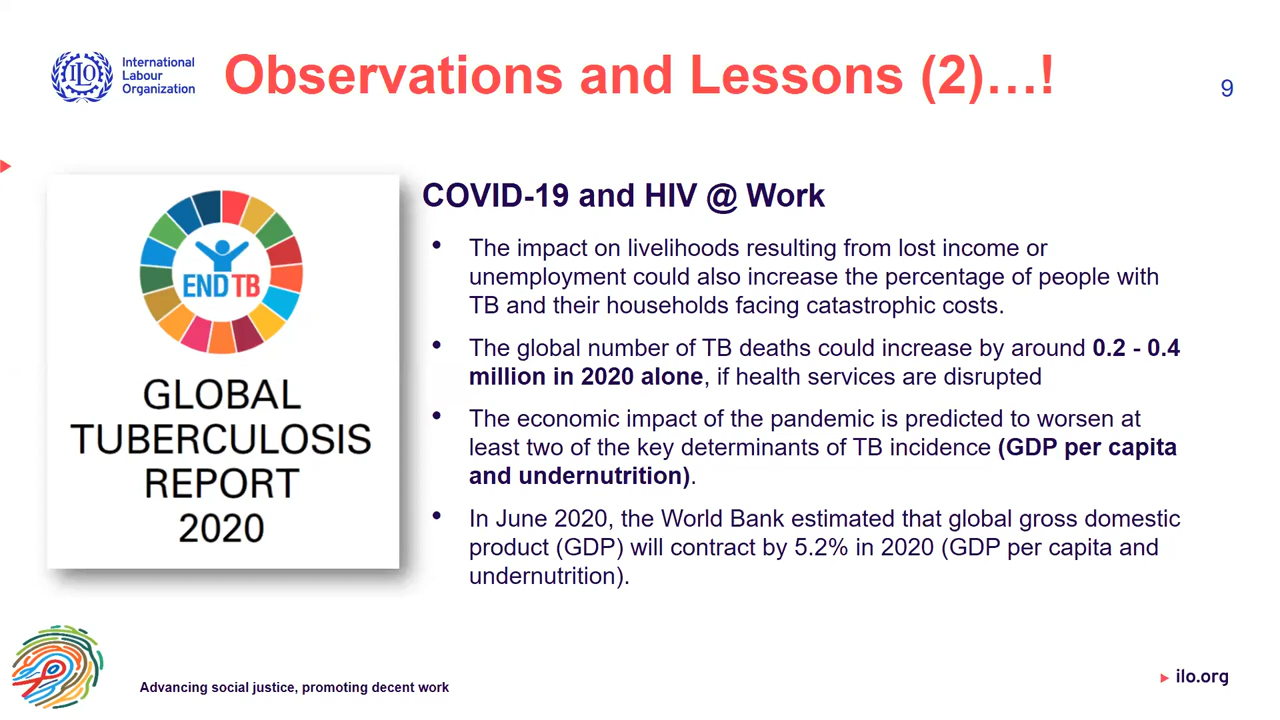 International
Labour
Organization
Observations and Lessons (2)…!
9
END TB
GLOBAL
TUBERCULOSIS
REPORT
2020
COVID-19 and HIV @ Work
• The impact on livelihoods resulting from lost income or
unemployment could also increase the percentage of people with
TB and their households facing catastrophic costs.
• The global number of TB deaths could increase by around 0.2 - 0.4
million in 2020 alone, if health services are disrupted
• The economic impact of the pandemic is predicted to worsen at
least two of the key determinants of TB incidence (GDP per capita
and undernutrition).
• In June 2020, the World Bank estimated that global gross domestic
product (GDP) will contract by 5.2% in 2020 (GDP per capita and
undernutrition).
Advancing social justice, promoting decent work
ilo.org